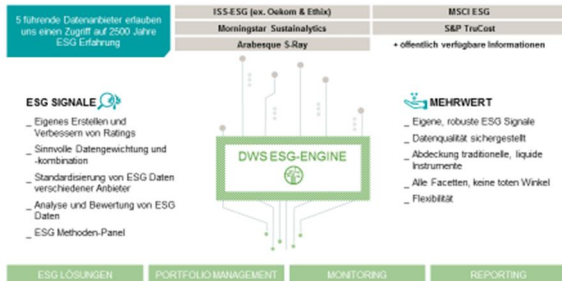 5 führende Datenanbieter erlauben
uns einen Zugriff auf 2500 Jahre
ESG Erfahrung
ISS-ESG (ex. Oekom & Ethix)
MSCI ESG
Morningstar Sustainalytics
S&P TruCost
Arabesque S-Ray
+ öffentlich verfügbare Informationen
ESG SIGNALE
_ Eigenes Erstellen und
Verbessern von Ratings
_ Sinnvolle Datengewichtung und
-kombination
_ Standardisierung von ESG Daten
verschiedener Anbieter
_ Analyse und Bewertung von ESG
Daten
_ ESG Methoden-Panel
DWS ESG-ENGINE
MEHRWERT
_ Eigene, robuste ESG Signale
_ Datenqualität sichergestellt
_ Abdeckung traditionelle, liquide
Instrumente
_ Alle Facetten, keine toten Winkel
_ Flexibilität
ESG LÖSUNGEN
PORTFOLIO MANAGEMENT
MONITORING
REPORTING